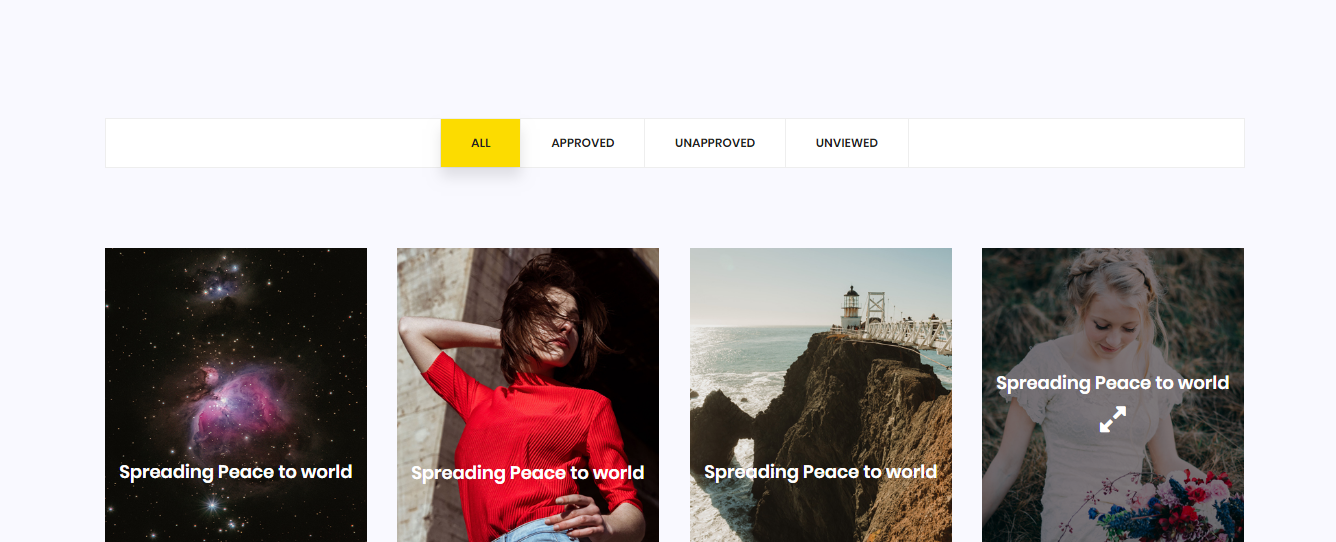 ALL
APPROVED
UNAPPROVED
UNVIEWED
Spreading Peace to world
Spreading Peace to world
Spreading Peace to world
Spreading Peace to world